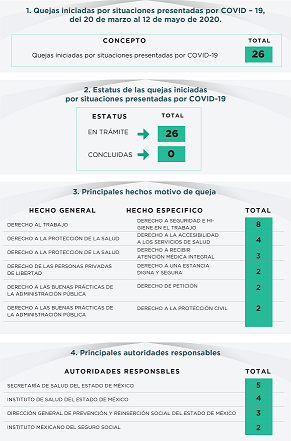 1. Quejas iniciadas por situaciones presentadas por COVID – 19,
del 20 de marzo al 12 de mayo de 2020.
CONCEPTO TOTAL
Quejas iniciadas por situaciones presentadas por COVID-19 26
2. Estatus de las quejas iniciadas
por situaciones presentadas por COVID-19
ESTATUS TOTAL
EN TRÁMITE 26
CONCLUIDAS 0
3. Principales hechos motivo de queja
HECHO GENERAL HECHO ESPECIFICO TOTAL
DERECHO AL TRABAJO DERECHO A SEGURIDAD E HI-
GIENE EN EL TRABAJO 8
DERECHO A LA PROTECCIÓN DE LA SALUD DERECHO A LA ACCESIBILIDAD
A LOS SERVICIOS DE SALUD 4
DERECHO A LA PROTECCIÓN DE LA SALUD DERECHO A RECIBIR
ATENCIÓN MÉDICA INTEGRAL 3
DERECHO DE LAS PERSONAS PRIVADAS
DE LIBERTAD DERECHO A UNA ESTANCIA
DIGNA Y SEGURA 2
DERECHO A LAS BUENAS PRÁCTICAS DE
LA ADMINISTRACIÓN PÚBLICA DERECHO DE PETICIÓN 2
DERECHO A LAS BUENAS PRÁCTICAS DE
LA ADMINISTRACIÓN PÚBLICA DERECHO A LA PROTECCIÓN CIVIL 2
4. Principales autoridades responsables
AUTORIDADES RESPONSBLES TOTAL
SECRETARÍA DE SALUD DEL ESTADO DE MÉXICO 5
INSTITUTO DE SALUD DEL ESTADO DE MÉXICO 4
DIRECCIÓN GENERAL DE PREVENCIÓN Y REINSERCIÓN SOCIAL DEL ESTADO DE MÉXICO 3
INSTITUTO MEXICANO DEL SEGURO SOCIAL 2